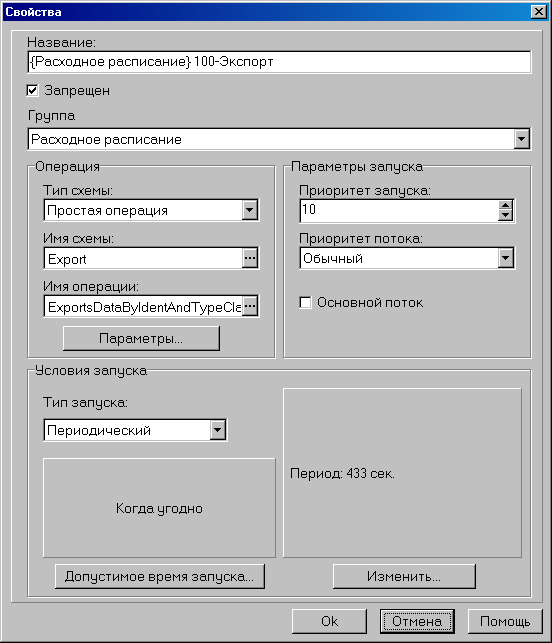 Свойства
Название:
{Расходное расписание} 100-Экспорт
Запрещен
Группа
Расходное расписание
Операция
Тип схемы:
Простая операция
Имя схемы:
Export
...
Имя операции:
ExportsDataByIdentAndTypeCla
...
Параметры...
Параметры запуска
Приоритет запуска:
10
Приоритет потока:
Обычный
Основной поток
Условия запуска
Тип запуска:
Периодический
Когда угодно
Допустимое время запуска...
Период: 433 сек.
Изменить...
Ok
Отмена
Помощь